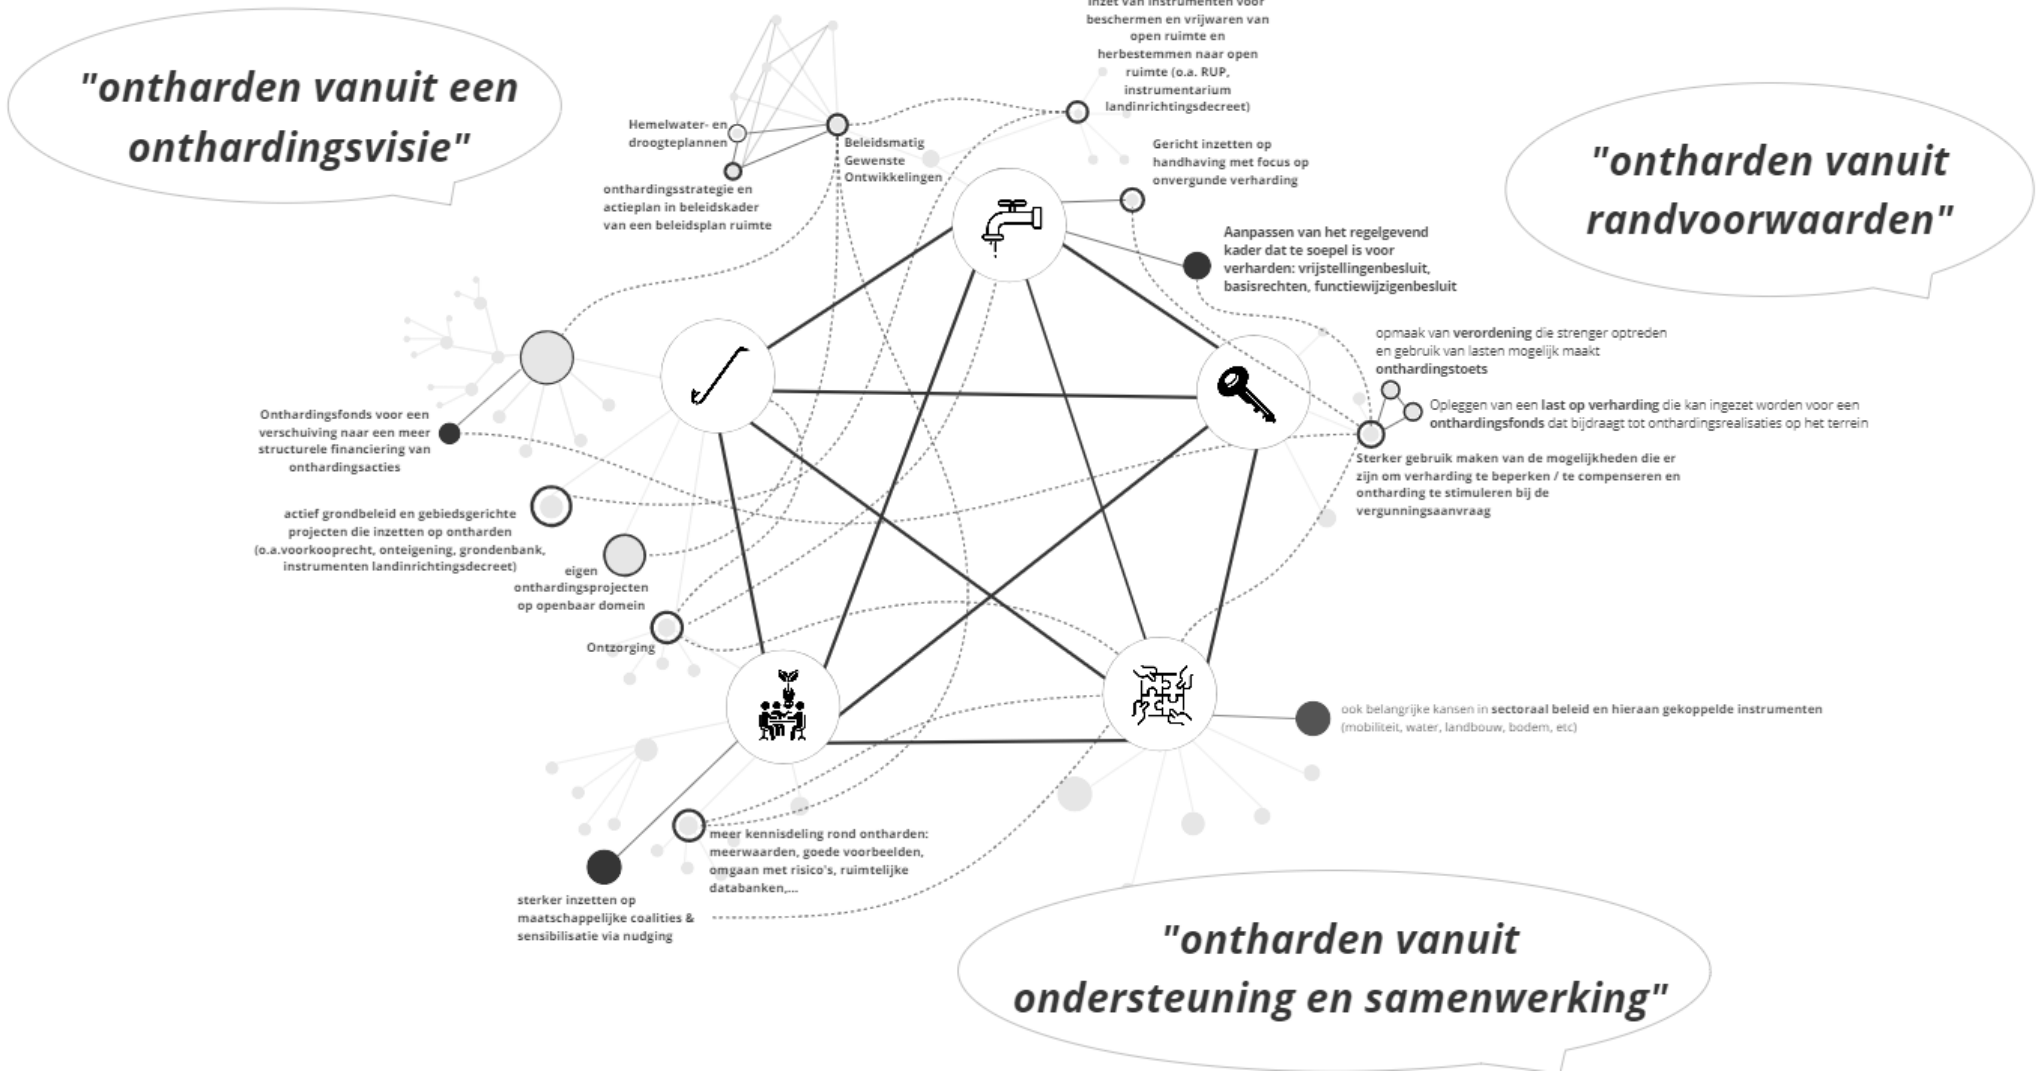 "ontharden vanuit een
onthardingsvisie"
inzet van instrumenten voor
beschermen en vrijwaren van
open ruimte en
herbestemmen naar open
ruimte (o.a. RUP,
instrumentarium
landinrichtingsdecreet)
"ontharden vanuit
randvoorwaarden"
Hemelwater- en
droogteplannen
Beleidsmatig
Gewenste
Ontwikkelingen
onthardingsstrategie en
actieplan in beleidskader
van een beleidsplan ruimte
Gericht inzetten op
handhaving met focus op
onvergunde verharding
Aanpassen van het regelgevend
kader dat te soepel is voor
verharden: vrijstellingenbesluit,
basisrechten, functiewijzigenbesluit
opmaak van verordening die strenger optreden
en gebruik van lasten mogelijk maakt
onthardingstoets
Opleggen van een last op verharding die kan ingezet worden voor een
onthardingsfonds dat bijdraagt tot onthardingsrealisaties op het terrein
Sterker gebruik maken van de mogelijkheden die er
zijn om verharding te beperken / te compenseren en
ontharding te stimuleren bij de
vergunningsaanvraag
Onthardingsfonds voor een
verschuiving naar een meer
structurele financiering van
onthardingsacties
actief grondbeleid en gebiedsgerichte
projecten die inzetten op ontharden
(o.a.voorkooprecht, onteigening, grondenbank,
instrumenten landinrichtingsdecreet)
eigen
onthardingsprojecten
op openbaar domein
Ontzorging
ook belangrijke kansen in sectoraal beleid en hieraan gekoppelde instrumenten
(mobiliteit, water, landbouw, bodem, etc)
meer kennisdeling rond ontharden:
meerwaarden, goede voorbeelden,
omgaan met risico's, ruimtelijke
databanken,...
sterker inzetten op
maatschappelijke coalities &
sensibilisatie via nudging
"ontharden vanuit
ondersteuning en samenwerking"